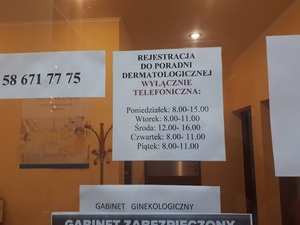 58 671 77 75
REJESTRACJA
DO PORADNI
DERMATOLOGICZNEJ
WYŁĄCZNIE
TELEFONICZNA:
Poniedziałek: 8.00-15.00
Wtorek: 8.00-11.00
Środa: 12.00- 16.00
Czwartek: 8.00- 11.00
Piątek: 8.00-11.00
GABINET GINEKOLOGICZNY
GABINET ZABEZPIECZONY